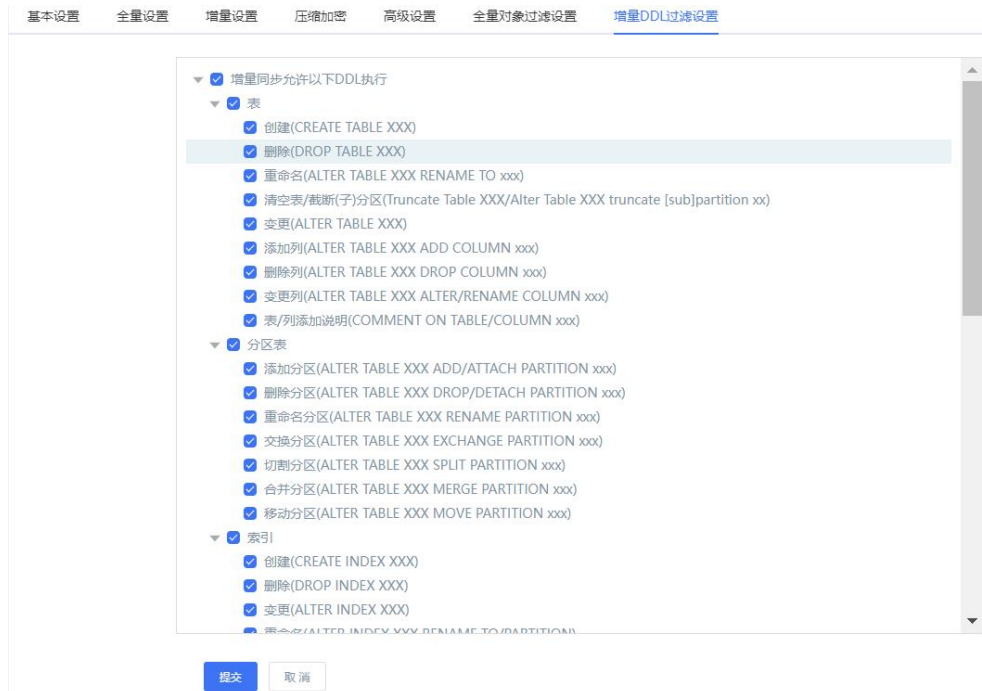 基本设置 全量设置 增量设置 压缩加密 高级设置 全量对象过滤设置 增量DDL过滤设置
增量同步允许以下DDL执行
表
创建(CREATE TABLE XXX)
删除(DROP TABLE XXX)
重命名(ALTER TABLE XXX RENAME TO xxx)
清空表/截断(子)分区(Truncate Table XXX/Alter Table XXX truncate [sub]partition xx)
变更(ALTER TABLE XXX)
添加列(ALTER TABLE XXX ADD COLUMN xxx)
删除列(ALTER TABLE XXX DROP COLUMN xxx)
变更列(ALTER TABLE XXX ALTER/RENAME COLUMN xxx)
表/列添加说明(COMMENT ON TABLE/COLUMN xxx)
分区表
添加分区(ALTER TABLE XXX ADD/ATTACH PARTITION xxx)
删除分区(ALTER TABLE XXX DROP/DETACH PARTITION xxx)
重命名分区(ALTER TABLE XXX RENAME PARTITION xxx)
交换分区(ALTER TABLE XXX EXCHANGE PARTITION xxx)
切割分区(ALTER TABLE XXX SPLIT PARTITION xxx)
合并分区(ALTER TABLE XXX MERGE PARTITION xxx)
移动分区(ALTER TABLE XXX MOVE PARTITION xxx)
索引
创建(CREATE INDEX XXX)
删除(DROP INDEX XXX)
变更(ALTER INDEX XXX)
重命名(ALTER INDEX XXX RENAME TO/PARTITION)
提交 取消